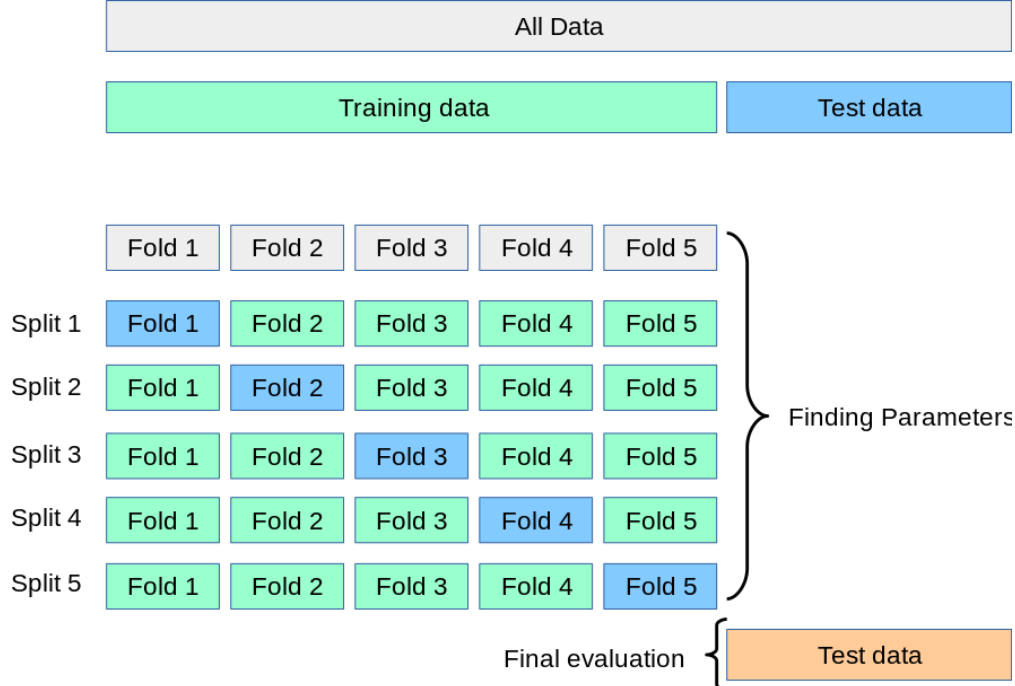 All Data
Training data Test data
Fold 1 Fold 2 Fold 3 Fold 4 Fold 5
Split 1 Fold 1 Fold 2 Fold 3 Fold 4 Fold 5
Split 2 Fold 1 Fold 2 Fold 3 Fold 4 Fold 5
Finding Parameters
Split 3 Fold 1 Fold 2 Fold 3 Fold 4 Fold 5
Split 4 Fold 1 Fold 2 Fold 3 Fold 4 Fold 5
Split 5 Fold 1 Fold 2 Fold 3 Fold 4 Fold 5
Final evaluation Test data